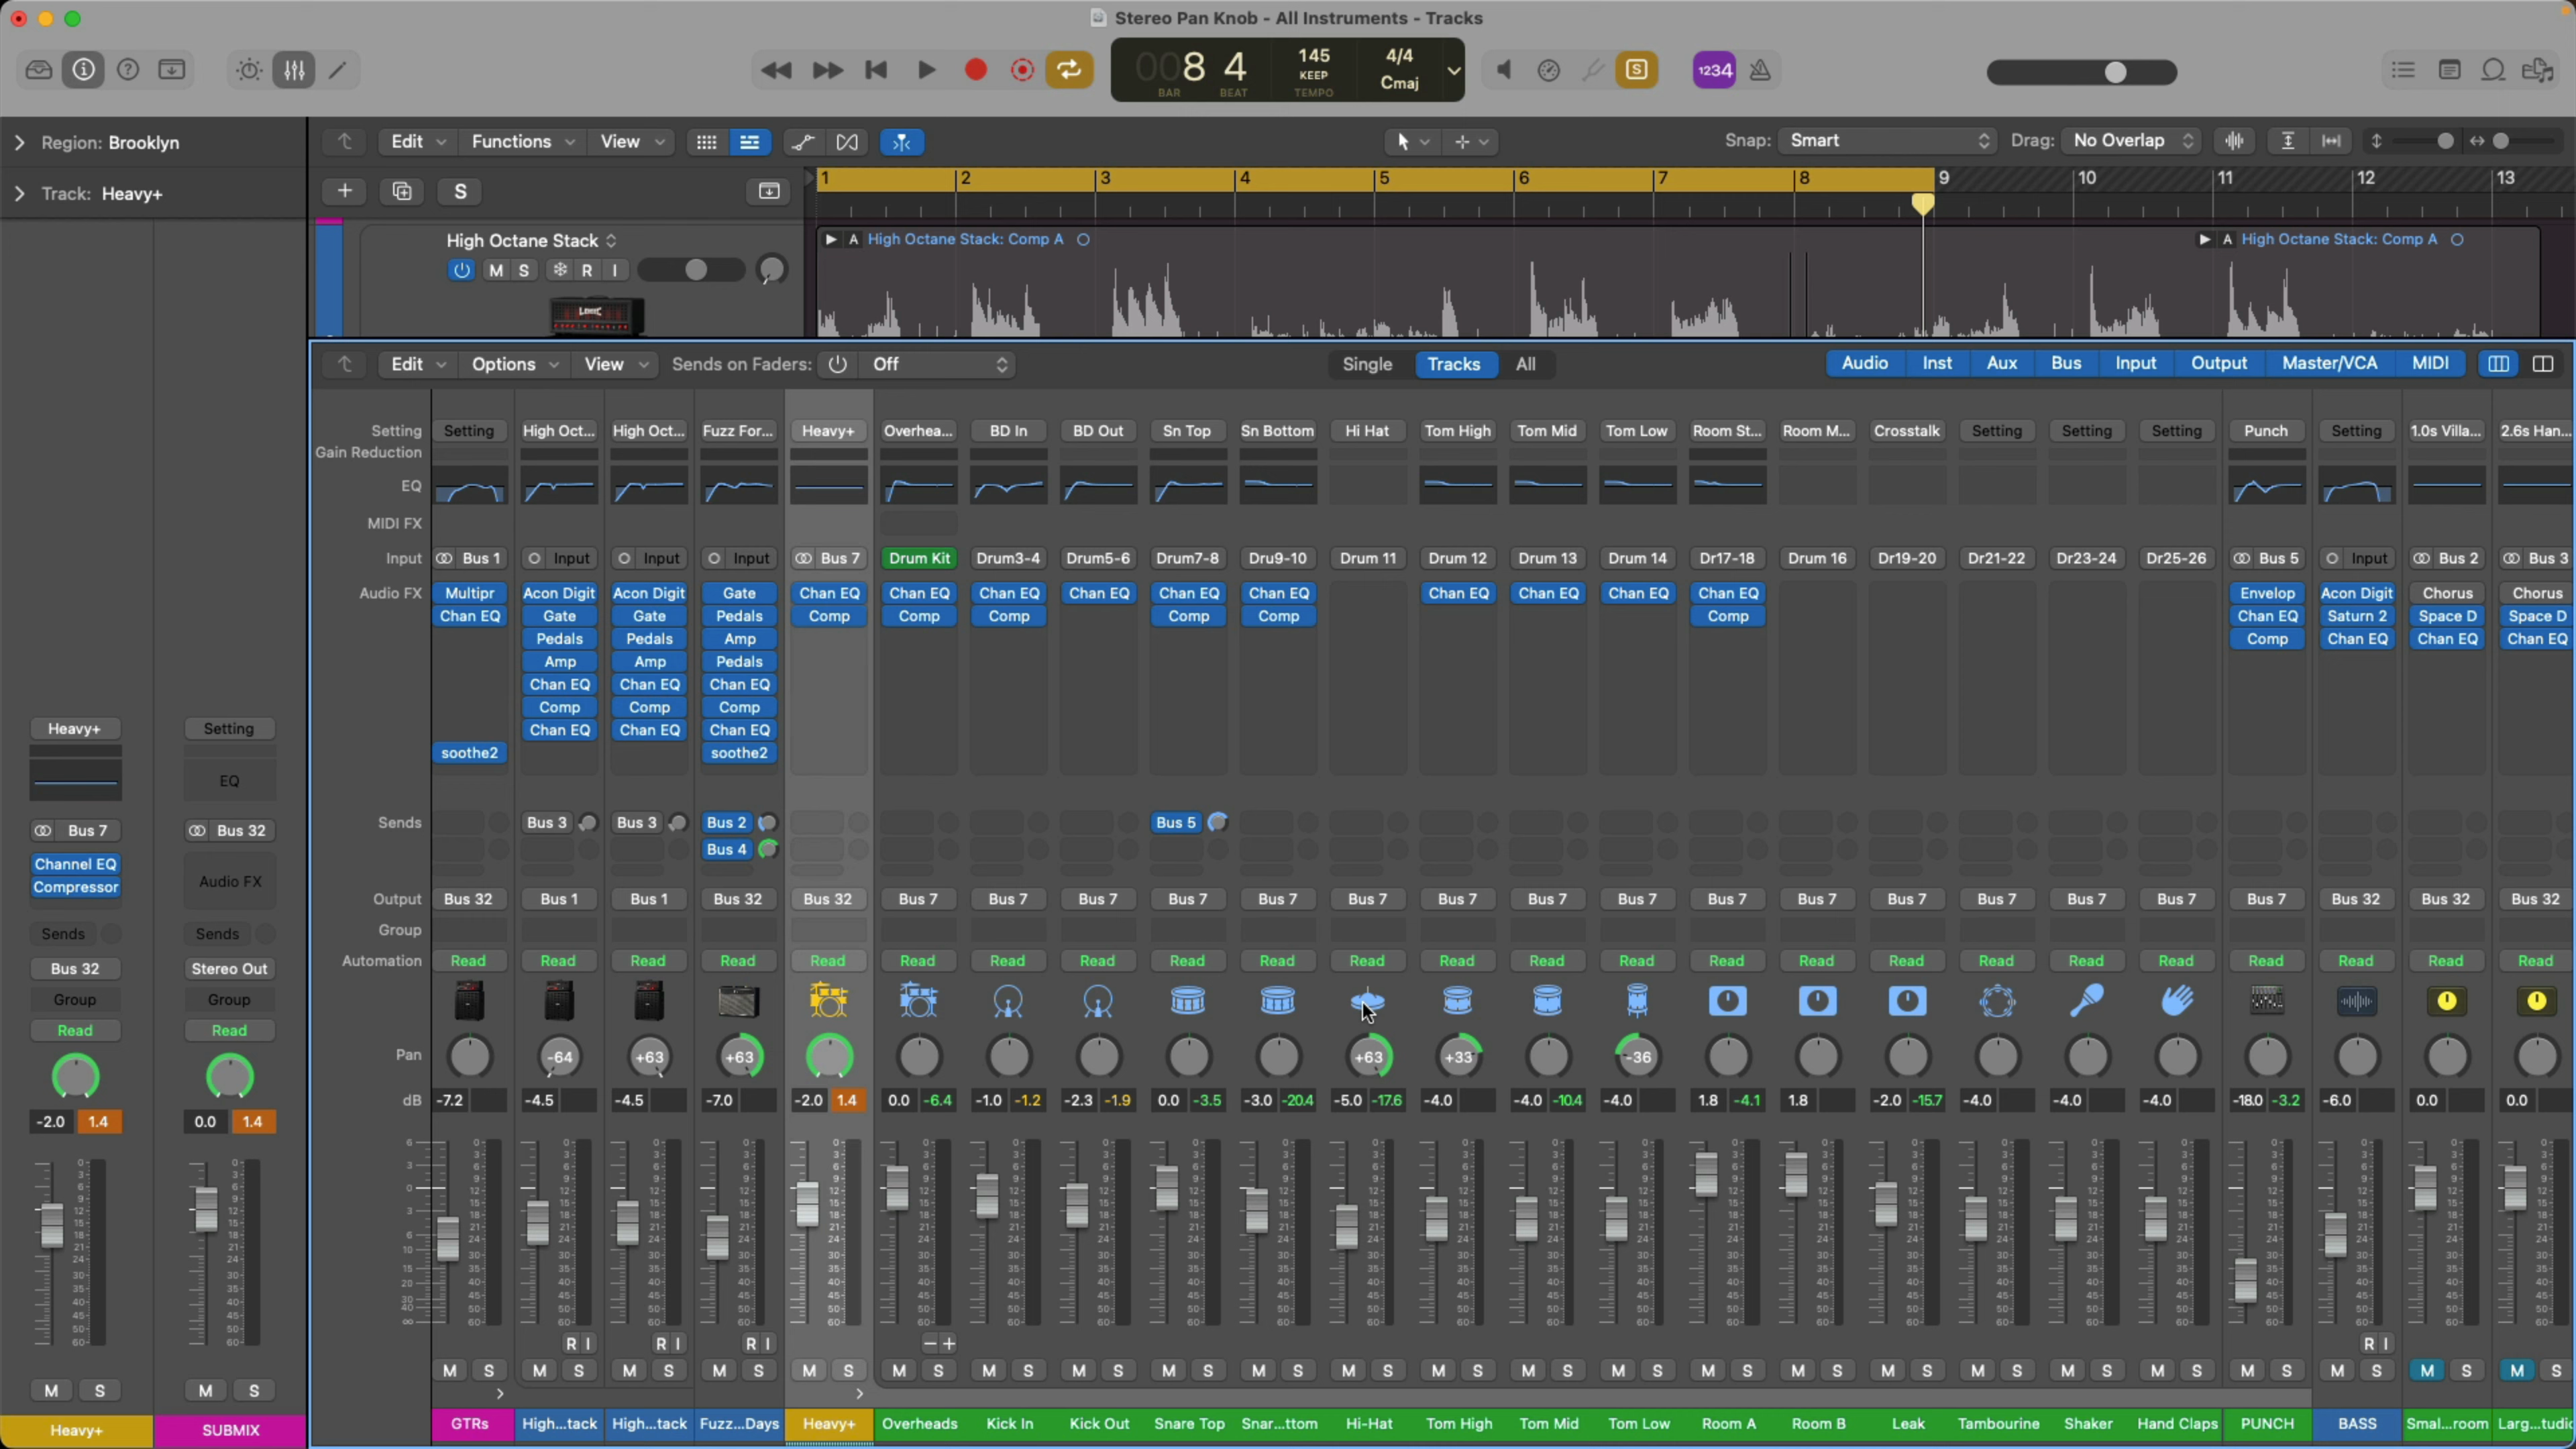 Stereo Pan Knob - All Instruments - Tracks
008 4 145 4/4
KEEP Cmaj
BAR BEAT TEMPO
S 1234
Region: Brooklyn Edit Functions View Snap: Smart Drag: No Overlap
Track: Heavy+ S 1 2 3 4 5 6 7 8 9 10 11 12 13
High Octane Stack A High Octane Stack: Comp A A High Octane Stack: Comp A
M S R I
Edit Options View Sends on Faders: Off Single Tracks All Audio Inst Aux Bus Input Output Master/VCA MIDI
Setting Setting High Oct... High Oct... Fuzz For... Heavy+ Overhea... BD In BD Out Sn Top Sn Bottom Hi Hat Tom High Tom Mid Tom Low Room St... Room M... Crosstalk Setting Setting Setting Punch Setting 1.0s Villa... 2.6s Han...
Gain Reduction
EQ
MIDI FX
Input Bus 1 Input Input Input Bus 7 Drum Kit Drum3-4 Drum5-6 Drum7-8 Dru9-10 Drum 11 Drum 12 Drum 13 Drum 14 Dr17-18 Drum 16 Dr19-20 Dr21-22 Dr23-24 Dr25-26 Bus 5 Input Bus 2 Bus 3
Audio FX Multipr Acon Digit Acon Digit Gate Chan EQ Chan EQ Chan EQ Chan EQ Chan EQ Chan EQ Chan EQ Chan EQ Chan EQ Chan EQ Envelop Acon Digit Chorus Chorus
Chan EQ Gate Gate Pedals Comp Comp Comp Comp Comp Comp Chan EQ Saturn 2 Space D Space D
Pedals Pedals Amp Comp Chan EQ Chan EQ Chan EQ
Amp Amp Pedals
Chan EQ Chan EQ Chan EQ
Comp Comp Comp
Chan EQ Chan EQ Chan EQ
soothe2 soothe2
Sends Bus 3 Bus 3 Bus 2 Bus 5
Bus 4
Output Bus 32 Bus 1 Bus 1 Bus 32 Bus 32 Bus 7 Bus 7 Bus 7 Bus 7 Bus 7 Bus 7 Bus 7 Bus 7 Bus 7 Bus 7 Bus 7 Bus 7 Bus 7 Bus 7 Bus 7 Bus 7 Bus 32 Bus 32 Bus 32
Group
Automation Read Read Read Read Read Read Read Read Read Read Read Read Read Read Read Read Read Read Read Read Read Read Read Read
Pan -64 +63 +63 +63 +33 -36
dB -7.2 -4.5 -4.5 -7.0 -2.0 1.4 0.0 -6.4 -1.0 -1.2 -2.3 -1.9 0.0 -3.5 -3.0 -20.4 -5.0 -17.6 -4.0 -4.0 -10.4 -4.0 1.8 -4.1 1.8 -2.0 -15.7 -4.0 -4.0 -4.0 -18.0 -3.2 -6.0 0.0 0.0
R I R I R I R I
M S M S M S M S M S M S M S M S M S M S M S M S M S M S M S M S M S M S M S M S M S M S M S M S
GTRs High...tack High...tack Fuzz...Days Heavy+ Overheads Kick In Kick Out Snare Top Snar...ttom Hi-Hat Tom High Tom Mid Tom Low Room A Room B Leak Tambourine Shaker Hand Claps PUNCH BASS Smal...room Larg...tudio
Heavy+ Setting
EQ
Bus 7 Bus 32
Channel EQ
Compressor Audio FX
Sends Sends
Bus 32 Stereo Out
Group Group
Read Read
-2.0 1.4 0.0 1.4
M S M S
Heavy+ SUBMIX